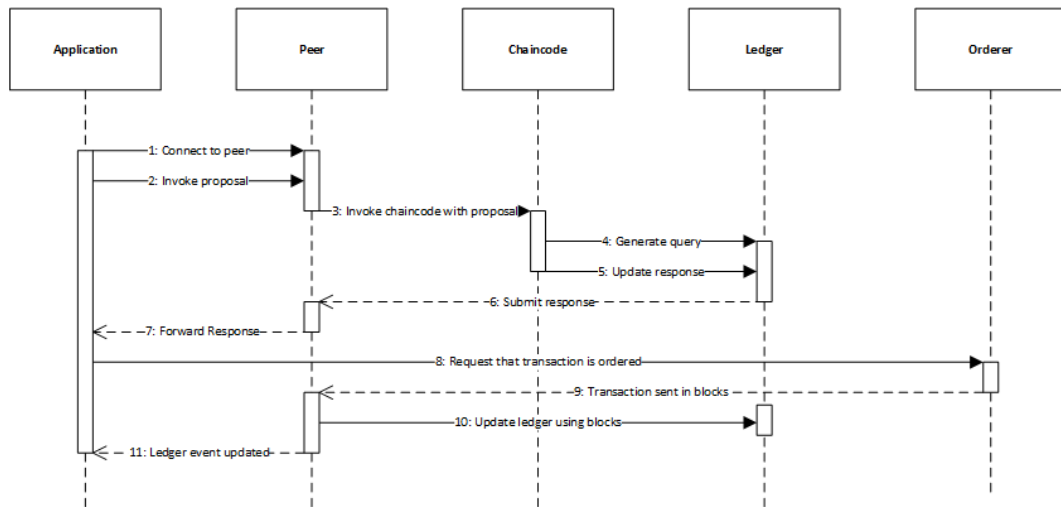 Application
Peer
Chaincode
Ledger
Orderer
1: Connect to peer
2: Invoke proposal
3: Invoke chaincode with proposal
4: Generate query
5: Update response
6: Submit response
7: Forward Response
8: Request that transaction is ordered
9: Transaction sent in blocks
10: Update ledger using blocks
11: Ledger event updated